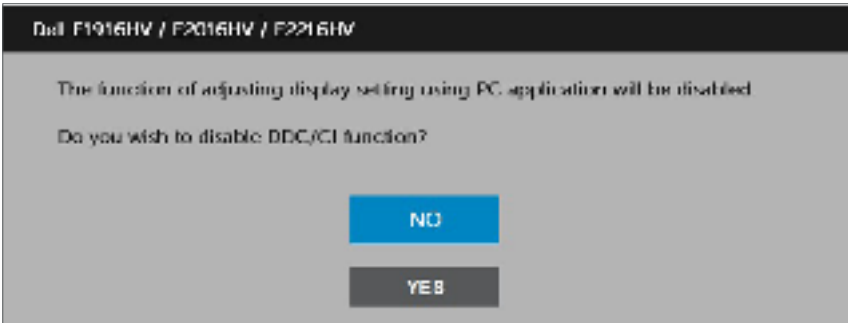 Dell E1916HV / E2016HV / E2216HV
The function of adjusting display setting using PC application will be disabled
Do you wish to disable DDC/CI function?
NO
YES